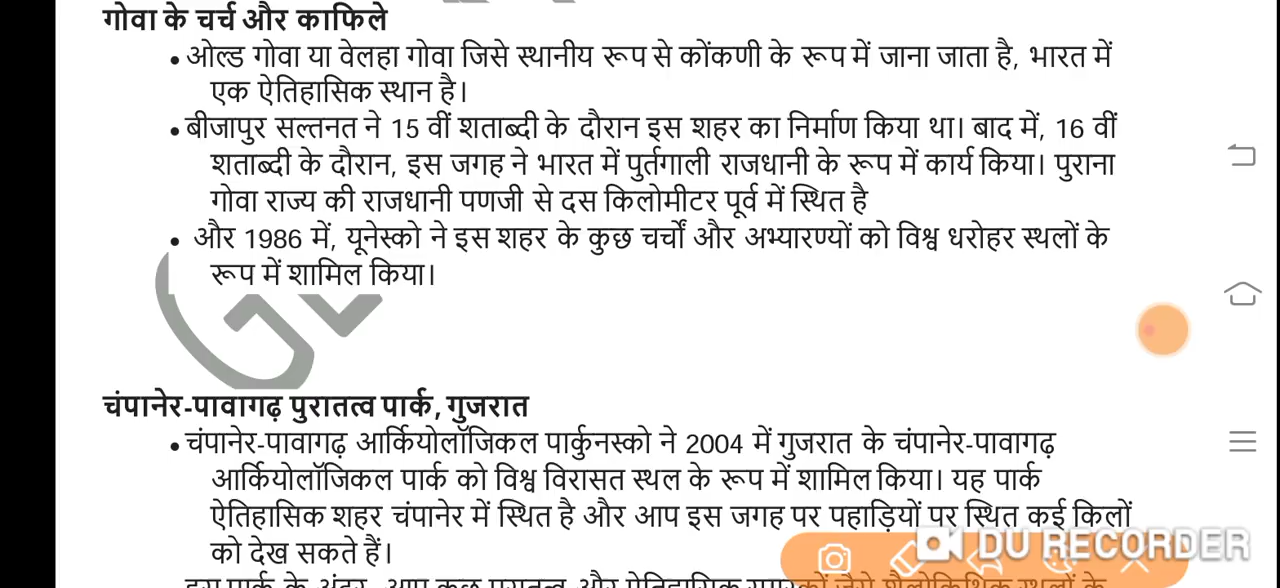 गोवा के चर्च और काफिले
• ओल्ड गोवा या वेलहा गोवा जिसे स्थानीय रूप से कोंकणी के रूप में जाना जाता है, भारत में
एक ऐतिहासिक स्थान है।
• बीजापुर सल्तनत ने 15 वीं शताब्दी के दौरान इस शहर का निर्माण किया था। बाद में, 16 वीं
शताब्दी के दौरान, इस जगह ने भारत में पुर्तगाली राजधानी के रूप में कार्य किया। पुराना
गोवा राज्य की राजधानी पणजी से दस किलोमीटर पूर्व में स्थित है
• और 1986 में, यूनेस्को ने इस शहर के कुछ चर्चों और अभ्यारण्यों को विश्व धरोहर स्थलों के
रूप में शामिल किया।
चंपानेर-पावागढ़ पुरातत्व पार्क, गुजरात
• चंपानेर-पावागढ़ आर्कियोलॉजिकल पार्कुनस्को ने 2004 में गुजरात के चंपानेर-पावागढ़
आर्कियोलॉजिकल पार्क को विश्व विरासत स्थल के रूप में शामिल किया। यह पार्क
ऐतिहासिक शहर चंपानेर में स्थित है और आप इस जगह पर पहाड़ियों पर स्थित कई किलों
को देख सकते हैं।
DU RECORDER